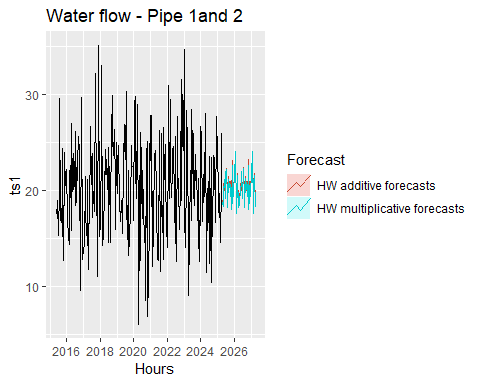 Water flow - Pipe 1and 2
ts1
30
20
10
2016 2018 2020 2022 2024 2026
Hours
Forecast
HW additive forecasts
HW multiplicative forecasts